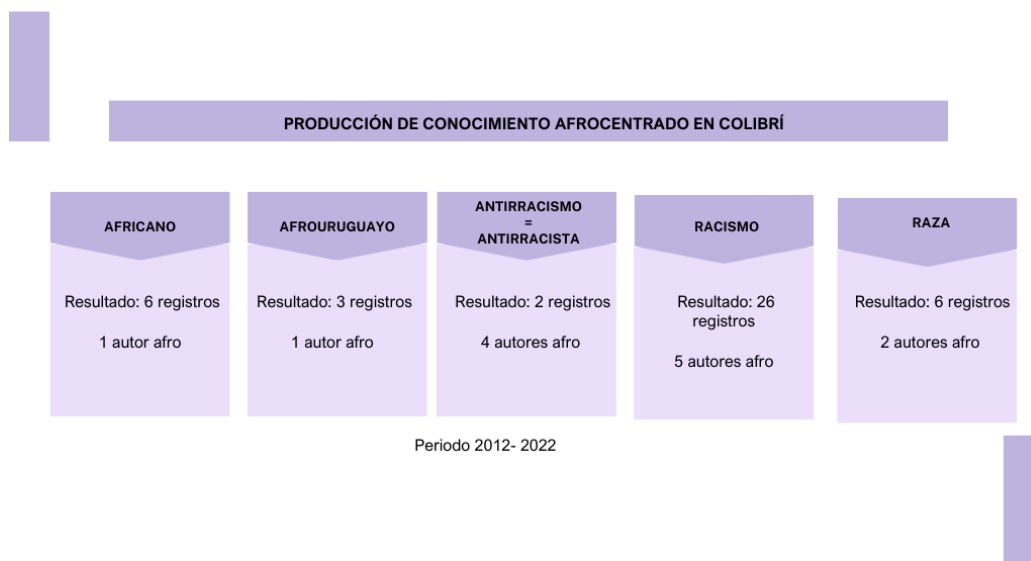 PRODUCCIÓN DE CONOCIMIENTO AFROCENTRADO EN COLIBRÍ
AFRICANO
Resultado: 6 registros
1 autor afro
AFROURUGUAYO
Resultado: 3 registros
1 autor afro
ANTIRRACISMO
=
ANTIRRACISTA
Resultado: 2 registros
4 autores afro
RACISMO
Resultado: 26
registros
5 autores afro
RAZA
Resultado: 6 registros
2 autores afro
Periodo 2012- 2022